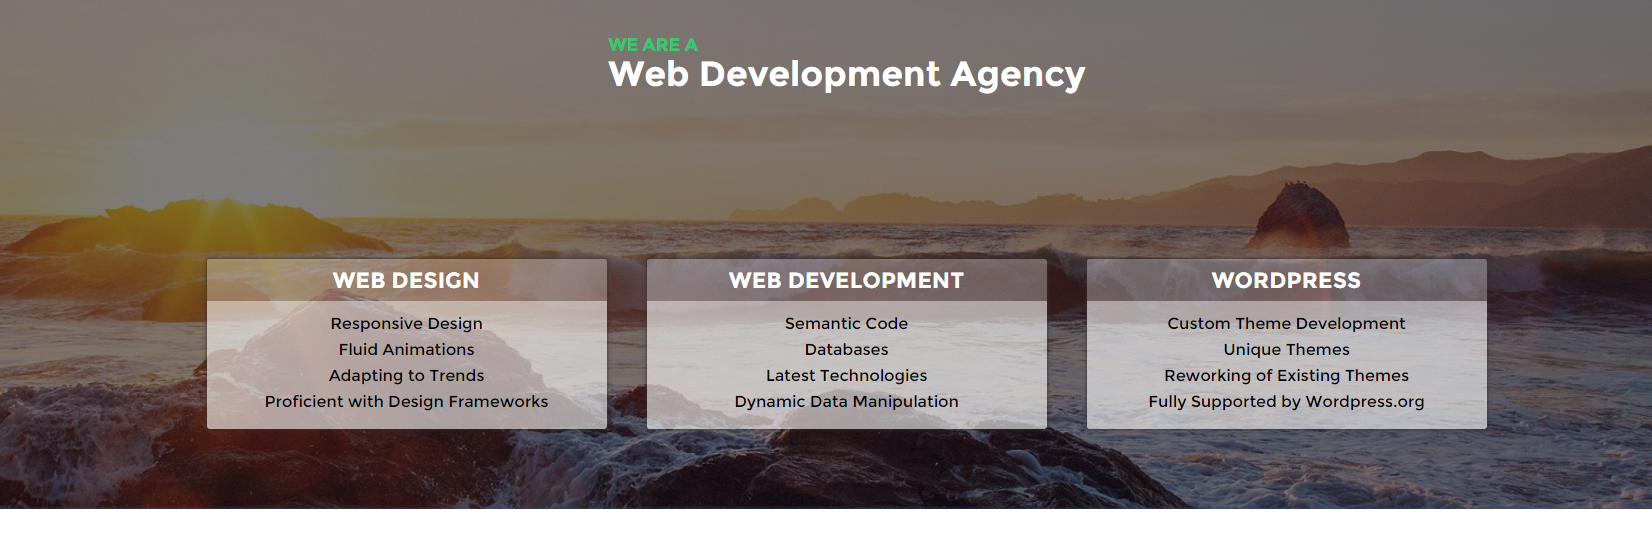 WE ARE A
Web Development Agency
WEB DESIGN
Responsive Design
Fluid Animations
Adapting to Trends
Proficient with Design Frameworks
WEB DEVELOPMENT
Semantic Code
Databases
Latest Technologies
Dynamic Data Manipulation
WORDPRESS
Custom Theme Development
Unique Themes
Reworking of Existing Themes
Fully Supported by Wordpress.org